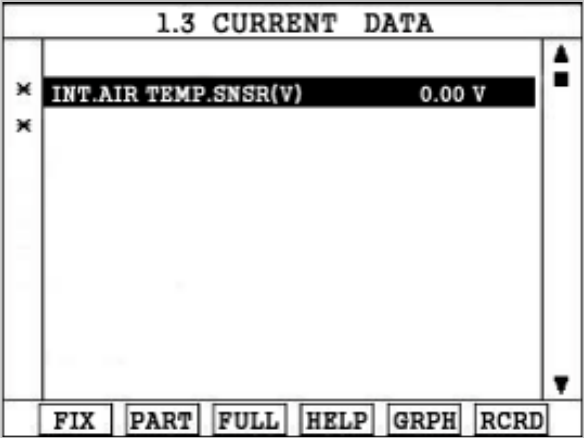 1.3 CURRENT DATA
INT.AIR TEMP.SNSR(V) 0.00 V
FIX PART FULL HELP GRPH RCRD